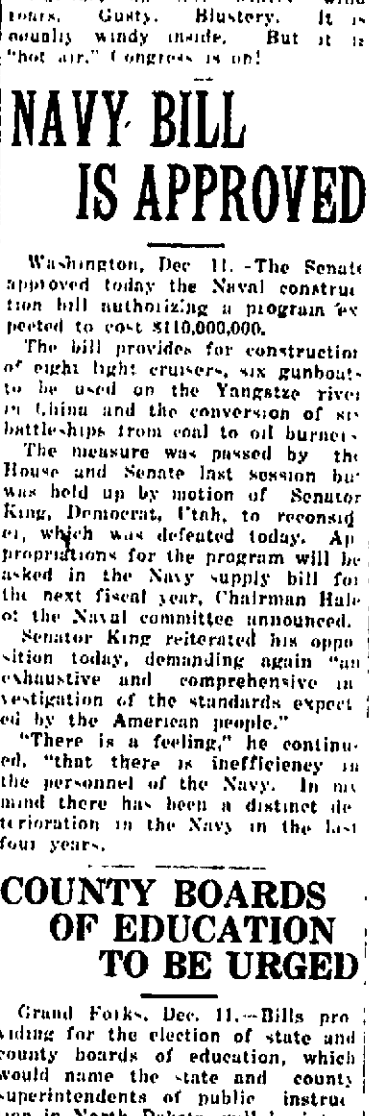 Gusty. Blustery. It is
equally windy inside. But it is
"hot air." Congress is on!
NAVY BILL
IS APPROVED
Washington, Dec 11.-The Senate
approved today the Naval construc
tion bill authorizing a program ex
pected to cost $110,000,000.
The bill provides for construction
of eight light cruisers, six gunboats
to be used on the Yangstze river
in China and the conversion of six
battleships from coal to oil burners
The measure was passed by the
House and Senate last session but
was held up by motion of Senator
King, Democrat, Utah, to reconsid
er, which was defeated today. Ap
propriations for the program will be
asked in the Navy supply bill for
the next fiscal year, Chairman Hale
of the Naval committee announced.
Senator King reiterated his oppo
sition today, demanding again "an
exhaustive and comprehensive in
vestigation of the standards expect
ed by the American people."
"There is a feeling," he continu-
ed, "that there is inefficiency in
the personnel of the Navy. In my
mind there has been a distinct de
terioration in the Navy in the last
four years.
COUNTY BOARDS
OF EDUCATION
TO BE URGED
Grand Forks, Dec. 11.—Bills pro
viding for the election of state and
county boards of education, which
would name the state and county
superintendents of public instruc
in North Dakota